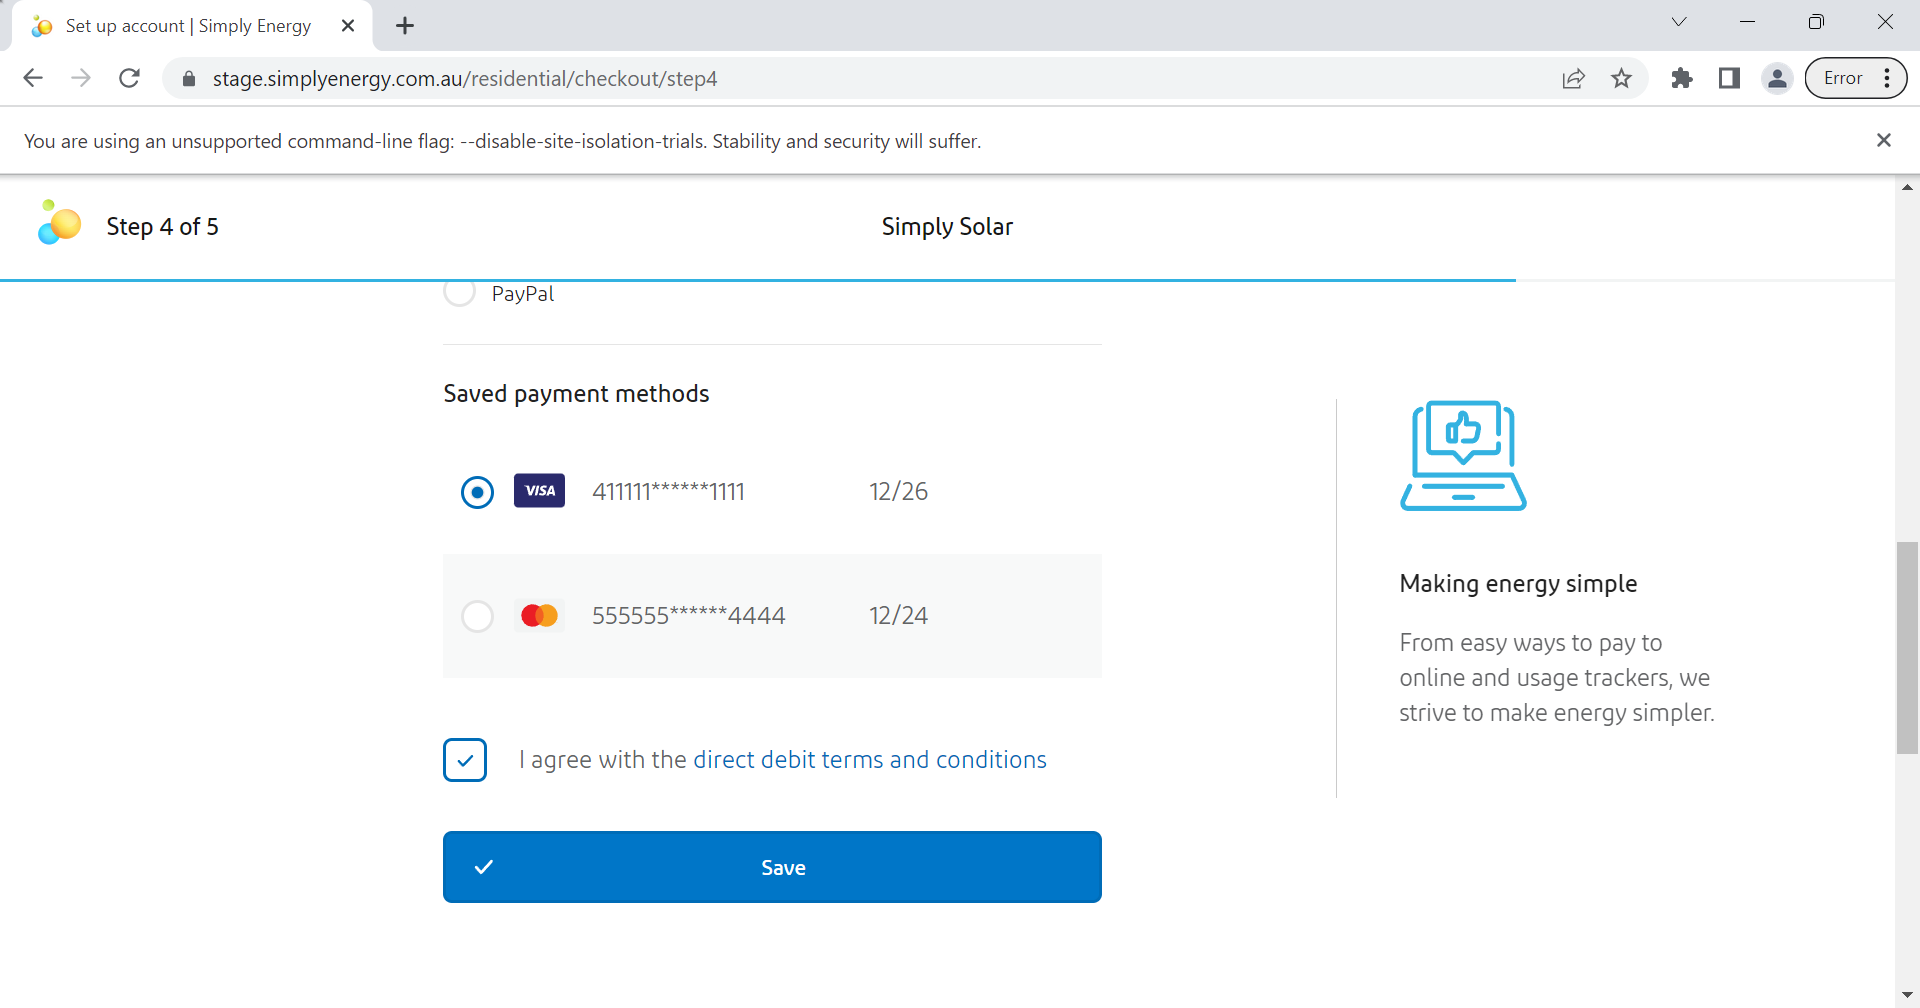 Set up account | Simply Energy
stage.simplyenergy.com.au/residential/checkout/step4
Error
You are using an unsupported command-line flag: --disable-site-isolation-trials. Stability and security will suffer.
Step 4 of 5
Simply Solar
PayPal
Saved payment methods
VISA 411111******1111 12/26
555555******4444 12/24
I agree with the direct debit terms and conditions
Save
Making energy simple
From easy ways to pay to
online and usage trackers, we
strive to make energy simpler.